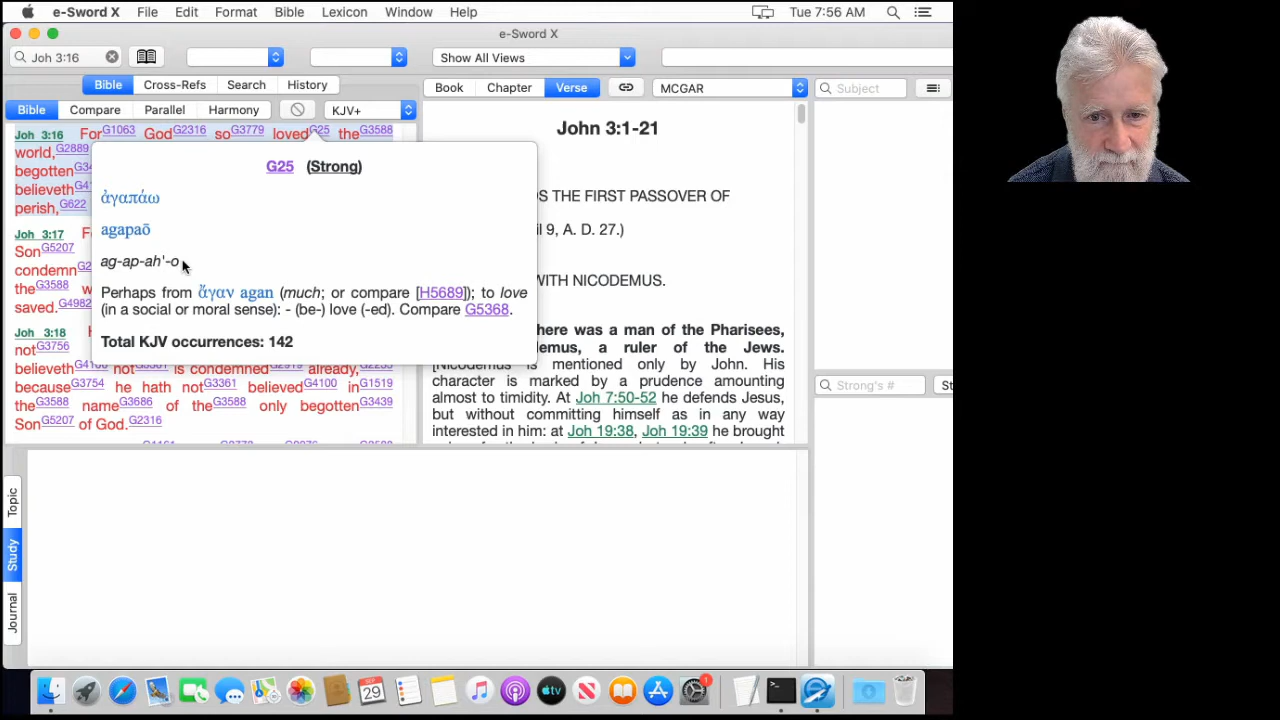 e-Sword X File Edit Format Bible Lexicon Window Help Tue 7:56 AM
e-Sword X
Joh 3:16
Show All Views
Bible Cross-Refs Search History
Book Chapter Verse MCGAR Subject
Bible Compare Parallel Harmony KJV+
Joh 3:16 For G1063 God G2316 so G3779 loved G25 the G3588
world, G2889
begotten
believeth
perish, G622
Joh 3:17
Son G5207
condemn
the G3588
saved. G4982
Joh 3:18
not G3756
believeth G4100 not is condemned already,
because G3754 he hath not G3361 believed G4100 in G1519
the G3588 name G3686 of the G3588 only begotten G3439
Son G5207 of God. G2316
G25 (Strong)
ἀγαπάω
agapaō
ag-ap-ah'-o
Perhaps from ἄγαν agan (much; or compare [H5689]); to love
(in a social or moral sense): - (be-) love (-ed). Compare G5368.
Total KJV occurrences: 142
John 3:1-21
S THE FIRST PASSOVER OF
il 9, A. D. 27.)
WITH NICODEMUS.
here was a man of the Pharisees,
demus, a ruler of the Jews.
[Nicodemus is mentioned only by John. His
character is marked by a prudence amounting
almost to timidity. At Joh 7:50-52 he defends Jesus,
but without committing himself as in any way
interested in him: at Joh 19:38, Joh 19:39 he brought
Strong's # St
Topic
Study
Journal
SEP
29
tv
1